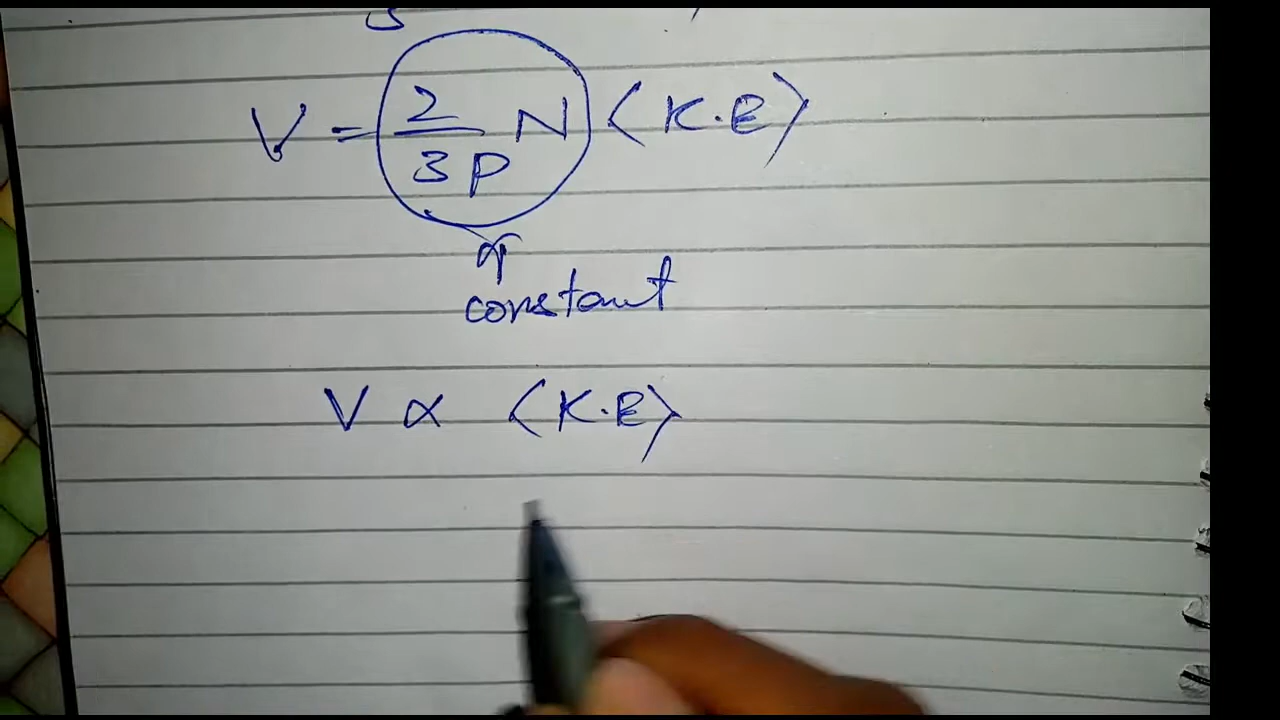 V = 2/3P N ⟨K.E⟩
constant
V ∝ ⟨K.E⟩